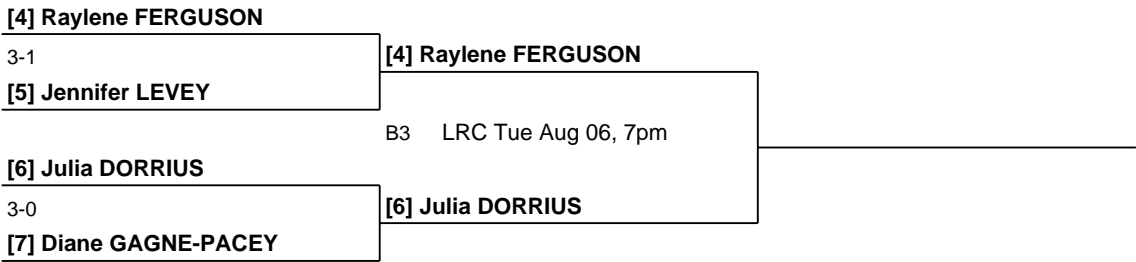 [4] Raylene FERGUSON
3-1
[4] Raylene FERGUSON
[5] Jennifer LEVEY
B3 LRC Tue Aug 06, 7pm
[6] Julia DORRIUS
3-0
[6] Julia DORRIUS
[7] Diane GAGNE-PACEY